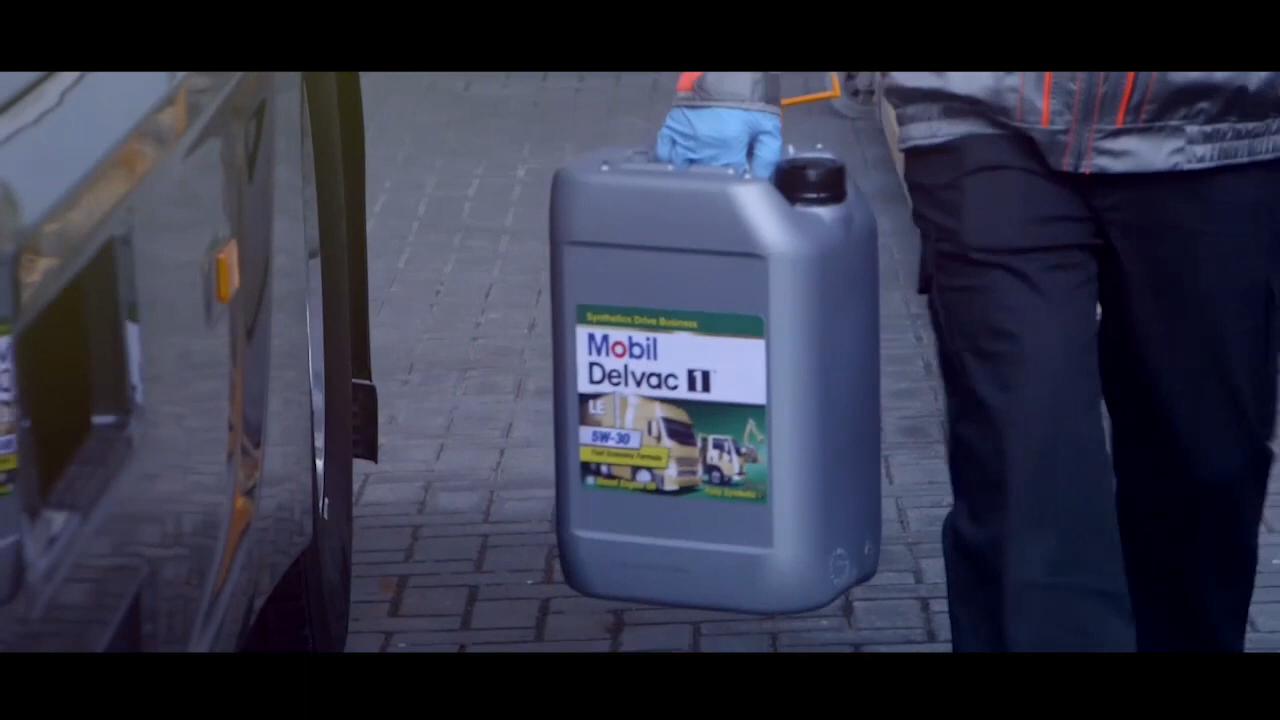 Synthetics Drive Business
Mobil
Delvac 1
LE
5W-30
Fuel Economy Formula
Diesel Engine Oil
Fully Synthetic